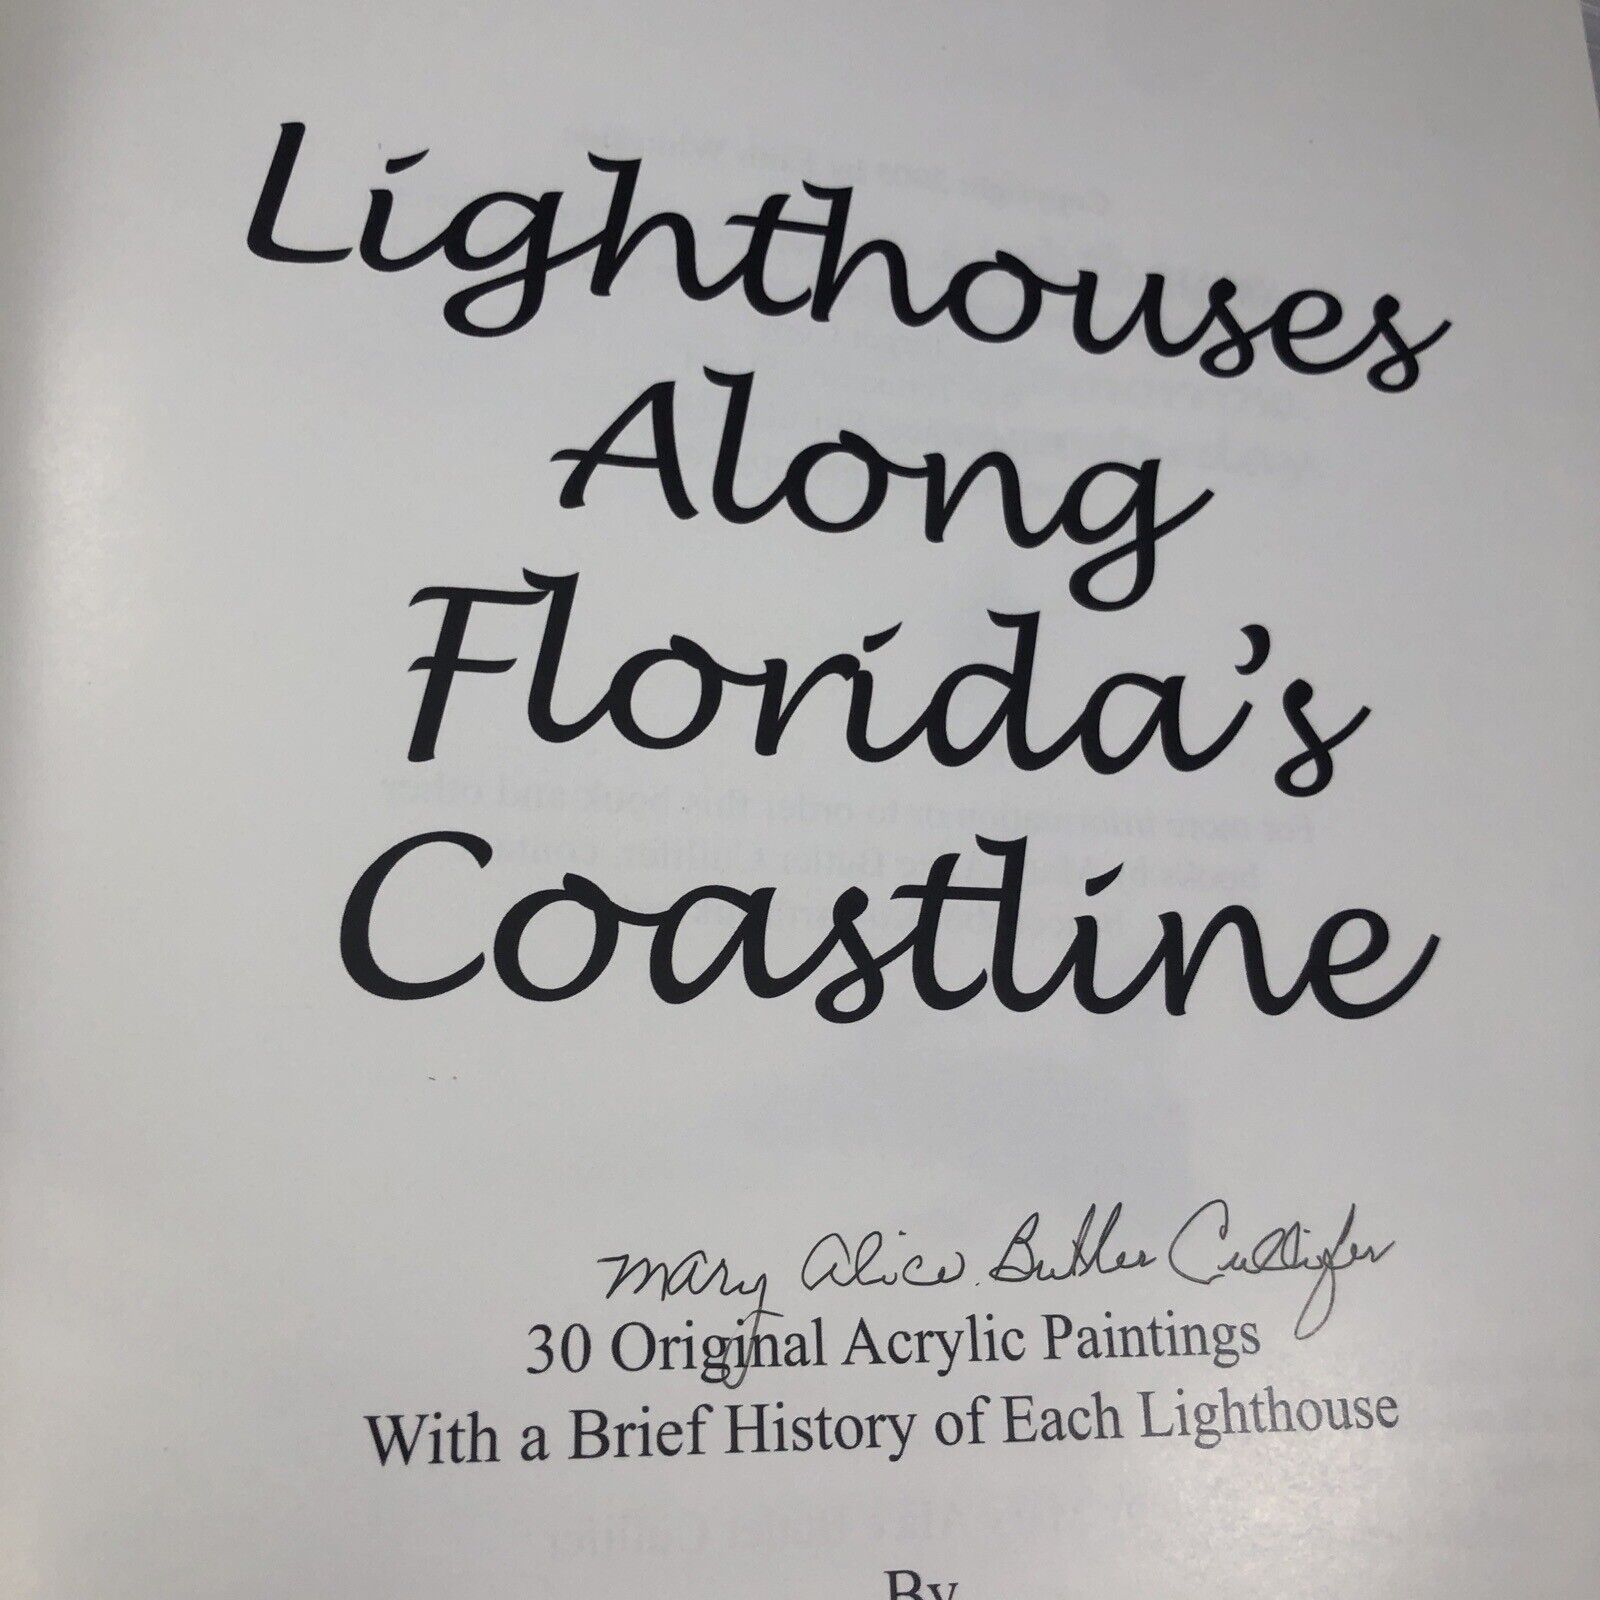 Lighthouses
Along
Florida's
Coastline
Mary Alice Butler Cullifer
30 Original Acrylic Paintings
With a Brief History of Each Lighthouse
By